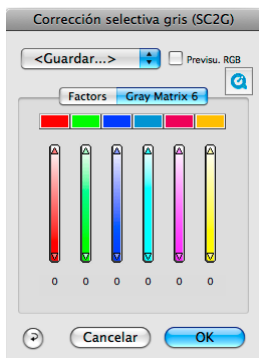 Corrección selectiva gris (SC2G)
<Guardar...> Previsu. RGB
Factors Gray Matrix 6
0 0 0 0 0 0
Cancelar OK